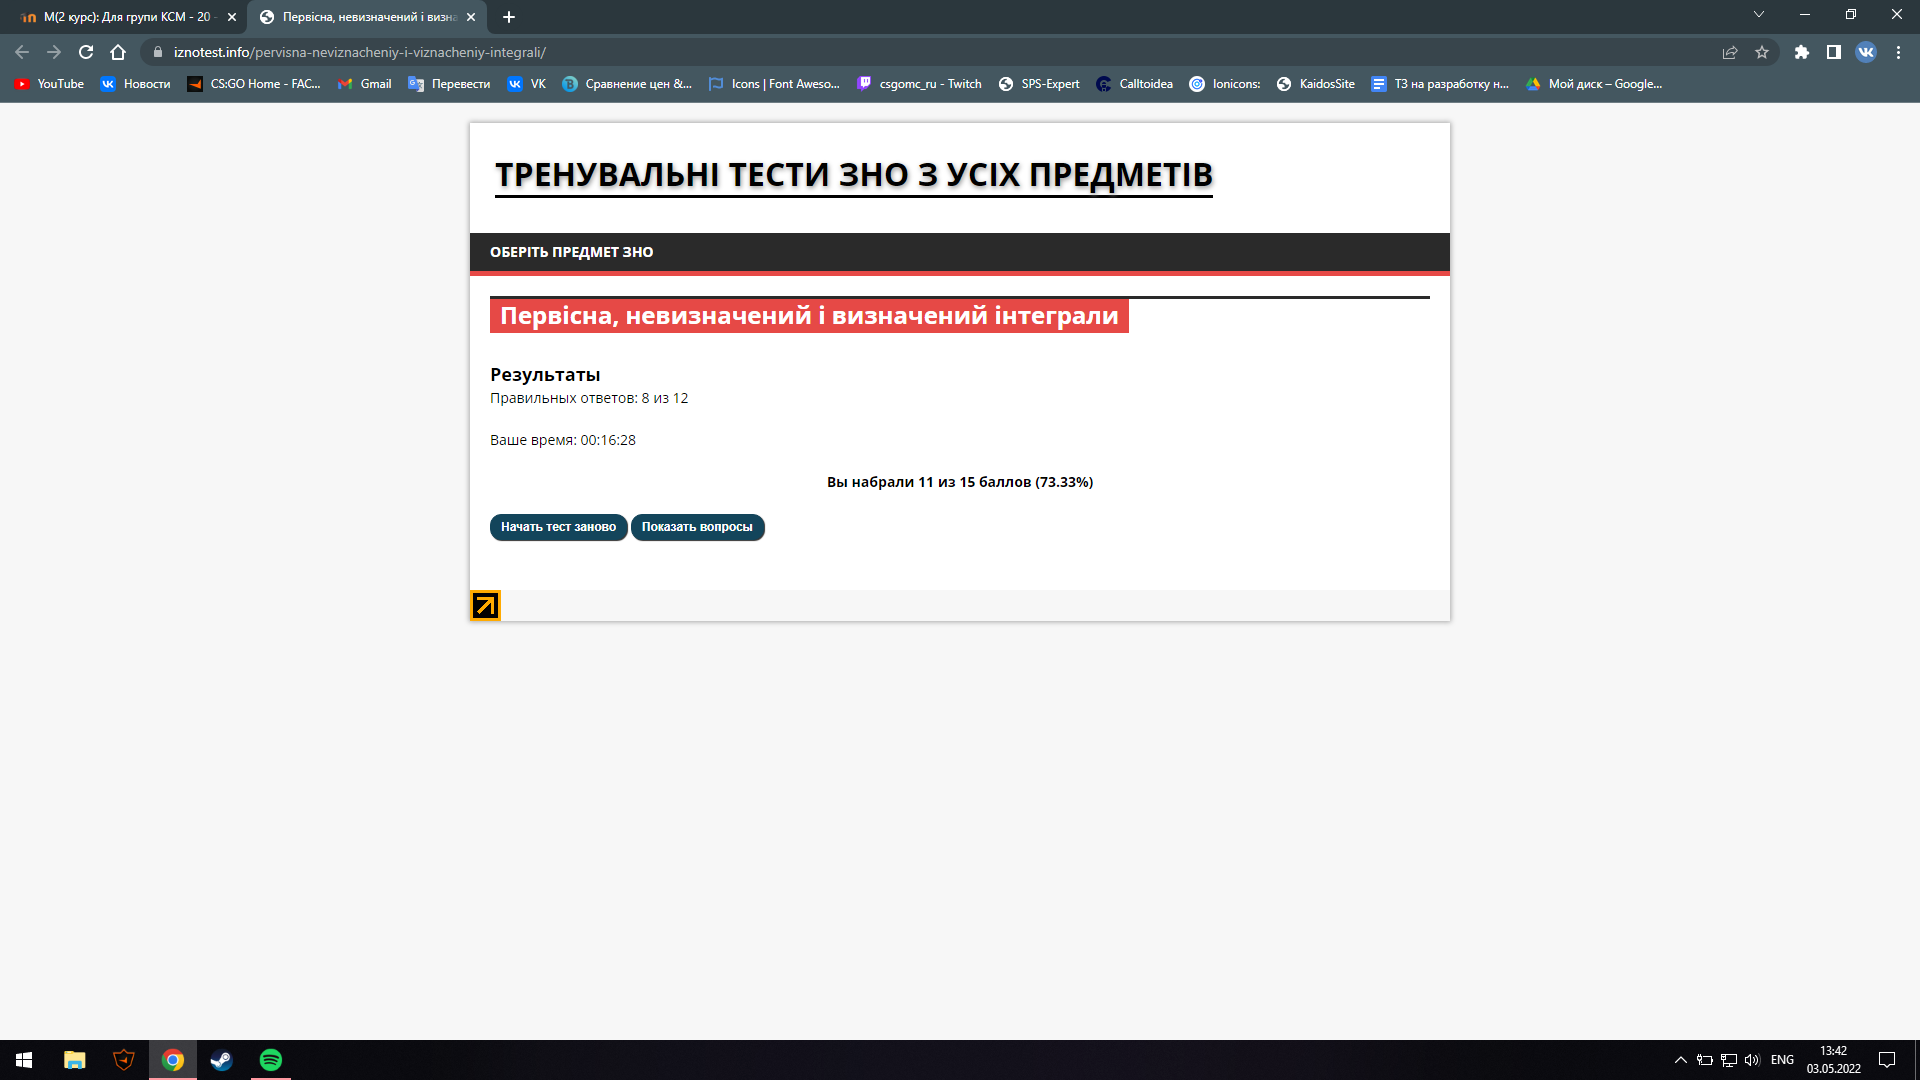 М(2 курс): Для групи КСМ - 20 -
Первісна, невизначений і визна
iznotest.info/pervisna-neviznacheniy-i-viznacheniy-integrali/
YouTube
Новости
CS:GO Home - FAC...
Gmail
Перевести
VK
Сравнение цен &...
Icons | Font Aweso...
csgomc_ru - Twitch
SPS-Expert
Calltoidea
Ionicons:
KaidosSite
ТЗ на разработку н...
Мой диск – Google...
ТРЕНУВАЛЬНІ ТЕСТИ ЗНО З УСІХ ПРЕДМЕТІВ
ОБЕРІТЬ ПРЕДМЕТ ЗНО
Первісна, невизначений і визначений інтеграли
Результаты
Правильных ответов: 8 из 12
Ваше время: 00:16:28
Вы набрали 11 из 15 баллов (73.33%)
Начать тест заново
Показать вопросы
ENG
13:42
03.05.2022